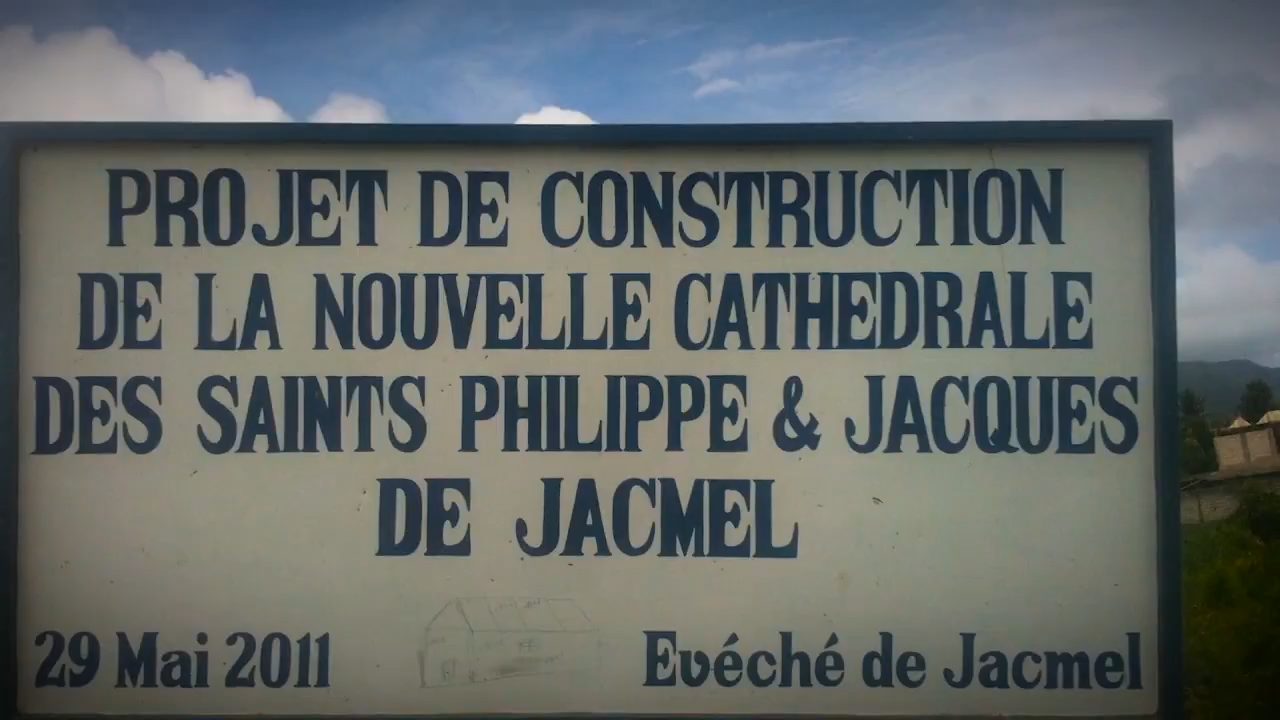 PROJET DE CONSTRUCTION
DE LA NOUVELLE CATHEDRALE
DES SAINTS PHILIPPE & JACQUES
DE JACMEL
29 Mai 2011 Evéché de Jacmel